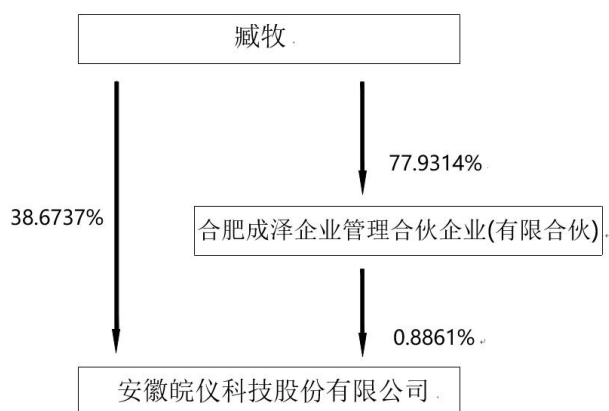 臧牧
77.9314%
38.6737%
合肥成泽企业管理合伙企业(有限合伙)
0.8861%
安徽皖仪科技股份有限公司